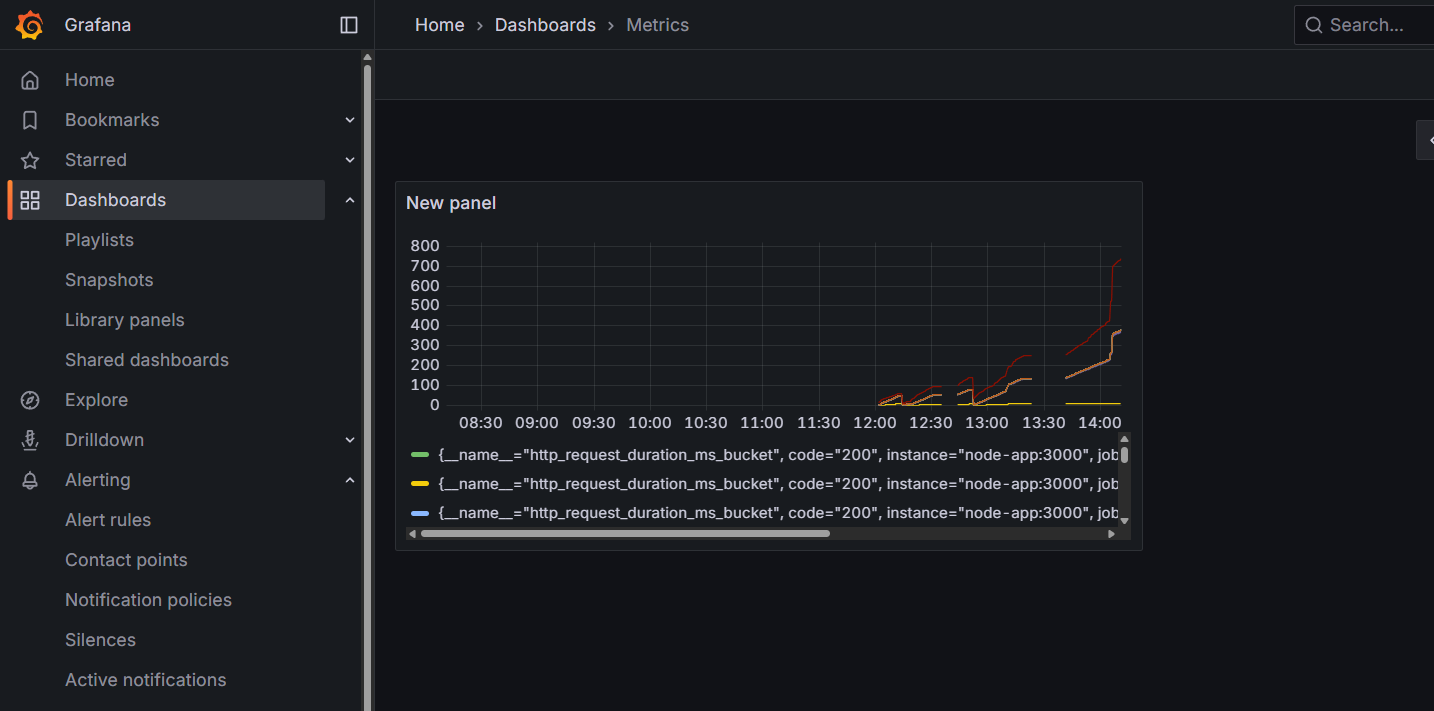 Grafana
Home › Dashboards › Metrics
Search...
Home
Bookmarks
Starred
Dashboards
Playlists
Snapshots
Library panels
Shared dashboards
Explore
Drilldown
Alerting
Alert rules
Contact points
Notification policies
Silences
Active notifications
New panel
800
700
600
500
400
300
200
100
0
08:30 09:00 09:30 10:00 10:30 11:00 11:30 12:00 12:30 13:00 13:30 14:00
{__name__="http_request_duration_ms_bucket", code="200", instance="node-app:3000", job
{__name__="http_request_duration_ms_bucket", code="200", instance="node-app:3000", job
{__name__="http_request_duration_ms_bucket", code="200", instance="node-app:3000", job